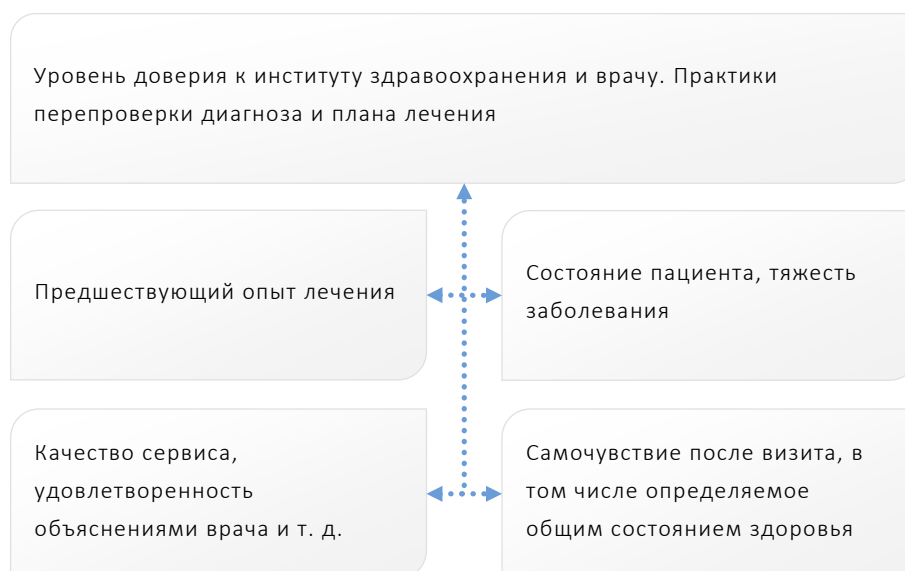 Уровень доверия к институту здравоохранения и врачу. Практики
перепроверки диагноза и плана лечения
Предшествующий опыт лечения
Состояние пациента, тяжесть
заболевания
Качество сервиса,
удовлетворенность
объяснениями врача и т. д.
Самочувствие после визита, в
том числе определяемое
общим состоянием здоровья